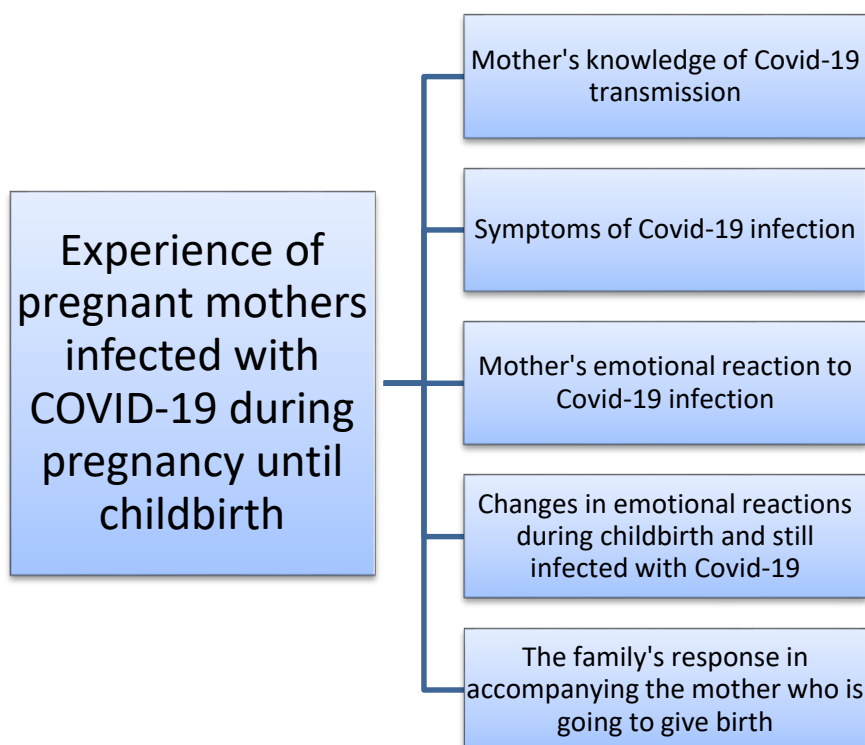 Experience of
pregnant mothers
infected with
COVID-19 during
pregnancy until
childbirth
Mother's knowledge of Covid-19
transmission
Symptoms of Covid-19 infection
Mother's emotional reaction to
Covid-19 infection
Changes in emotional reactions
during childbirth and still
infected with Covid-19
The family's response in
accompanying the mother who is
going to give birth